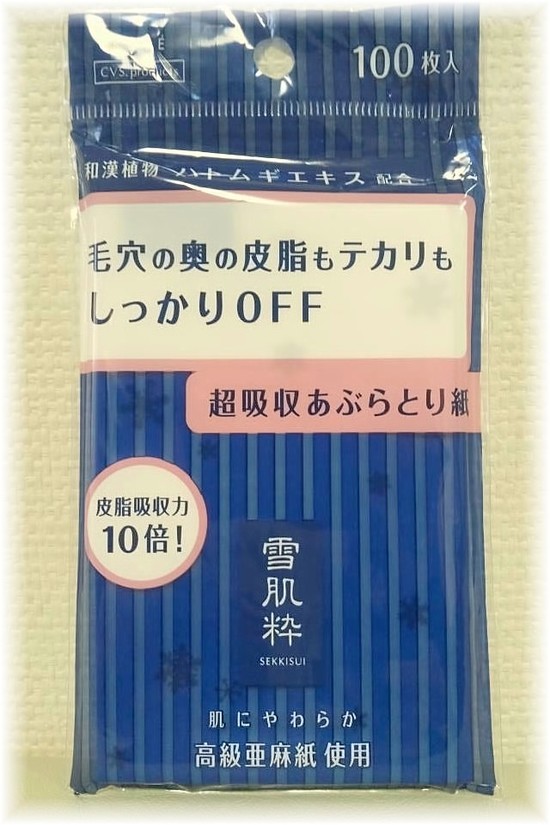 CVS. products
100枚入
和漢植物 ハトムギエキス 配合
毛穴の奥の皮脂もテカリも
しっかりOFF
超吸収あぶらとり紙
皮脂吸収力
10倍!
雪肌粋
SEKKISUI
肌にやわらか
高級亜麻紙使用